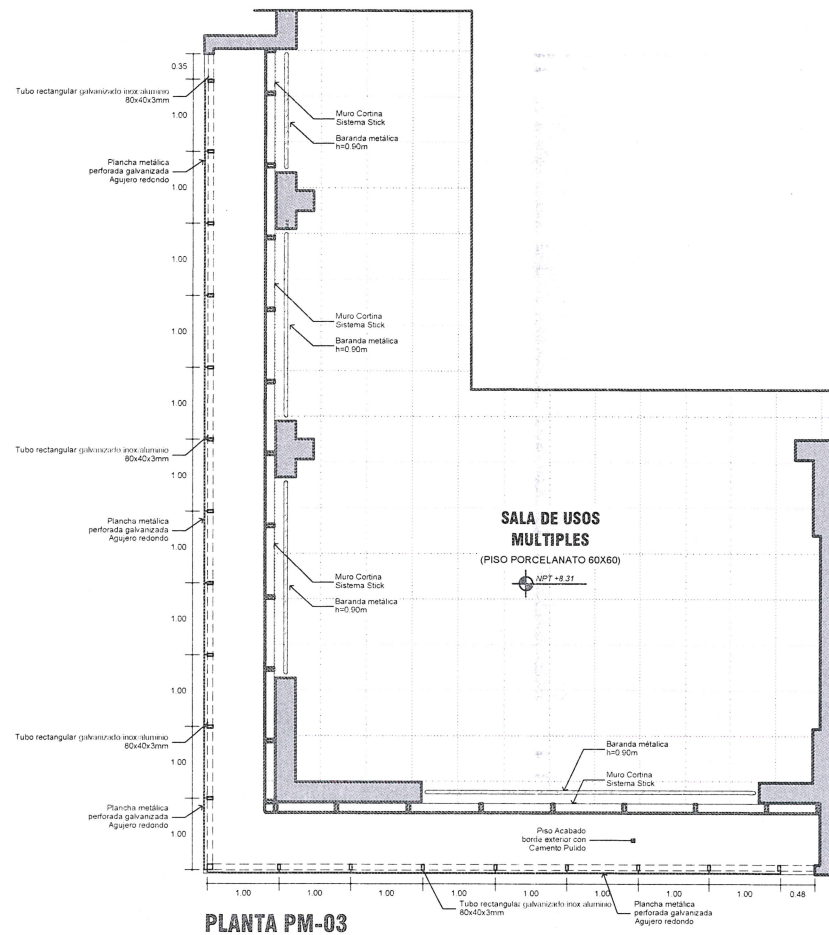 0.35
Tubo rectangular galvanizado inox:aluminio
80x40x3mm
1.00
Muro Cortina
Sistema Stick
Baranda metálica
h=0.90m
Plancha metálica
perforada galvanizada
Agujero redondo
1.00
1.00
Muro Cortina
Sistema Stick
1.00
Baranda metálica
h=0.90m
1.00
Tubo rectangular galvanizado inox:aluminio
80x40x3mm
1.00
SALA DE USOS
MULTIPLES
(PISO PORCELANATO 60X60)
NPT +8.31
Plancha metálica
perforada galvanizada
Agujero redondo
1.00
Muro Cortina
Sistema Stick
Baranda metálica
h=0.90m
1.00
1.00
Tubo rectangular galvanizado inox:aluminio
80x40x3mm
1.00
Baranda métalica
h=0.90m
Muro Cortina
Sistema Stick
Plancha metálica
perforada galvanizada
Agujero redondo
1.00
Piso Acabado
borde exterior con
Camento Pulido
1.00 1.00 1.00 1.00 1.00 1.00 1.00 1.00 0.48
Tubo rectangular galvanizado inox aluminio
80x40x3mm
Plancha metálica
perforada galvanizada
Agujero redondo
PLANTA PM-03